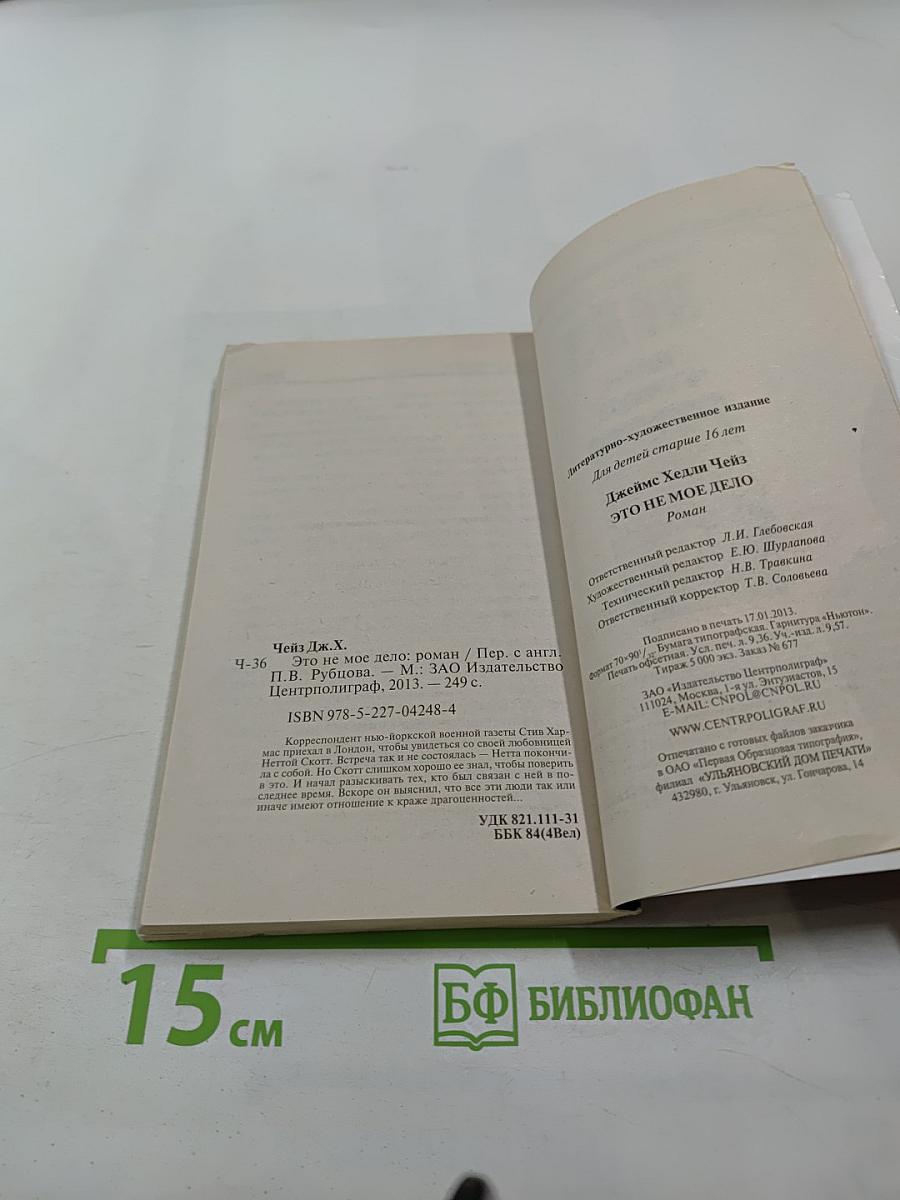 Чейз Дж.Х.
Ч-36 Это не мое дело: роман / Пер. с англ.
П.В. Рубцова. — М.: ЗАО Издательство
Центрполиграф, 2013. — 249 с.
ISBN 978-5-227-04248-4
Корреспондент нью-йоркской военной газеты Стив Хар-
мас приехал в Лондон, чтобы увидеться со своей любовницей
Неттой Скотт. Встреча так и не состоялась — Нетта покончи-
ла с собой. Но Скотт слишком хорошо ее знал, чтобы поверить
в это. И начал разыскивать тех, кто был связан с ней в по-
следнее время. Вскоре он выяснил, что все эти люди так или
иначе имеют отношение к краже драгоценностей...
УДК 821.111-31
ББК 84(4Вел)
Литературно-художественное издание
Для детей старше 16 лет
Джеймс Хедли Чейз
ЭТО НЕ МОЕ ДЕЛО
Роман
Ответственный редактор Л.И. Глебовская
Художественный редактор Е.Ю. Шурлапова
Технический редактор Н.В. Травкина
Ответственный корректор Т.В. Соловьева
Подписано в печать 17.01.2013.
Формат 70×90 1/32. Бумага типографская. Гарнитура «Ньютон».
Печать офсетная. Усл. печ. л. 9,36. Уч.-изд. л. 9,57.
Тираж 5 000 экз. Заказ № 677
ЗАО «Издательство Центрполиграф»
111024, Москва, 1-я ул. Энтузиастов, 15
E-MAIL: CNPOL@CNPOL.RU
WWW.CENTRPOLIGRAF.RU
Отпечатано с готовых файлов заказчика
в ОАО «Первая Образцовая типография»,
филиал «УЛЬЯНОВСКИЙ ДОМ ПЕЧАТИ»
432980, г. Ульяновск, ул. Гончарова, 14
15 см
БФ БИБЛИОФАН